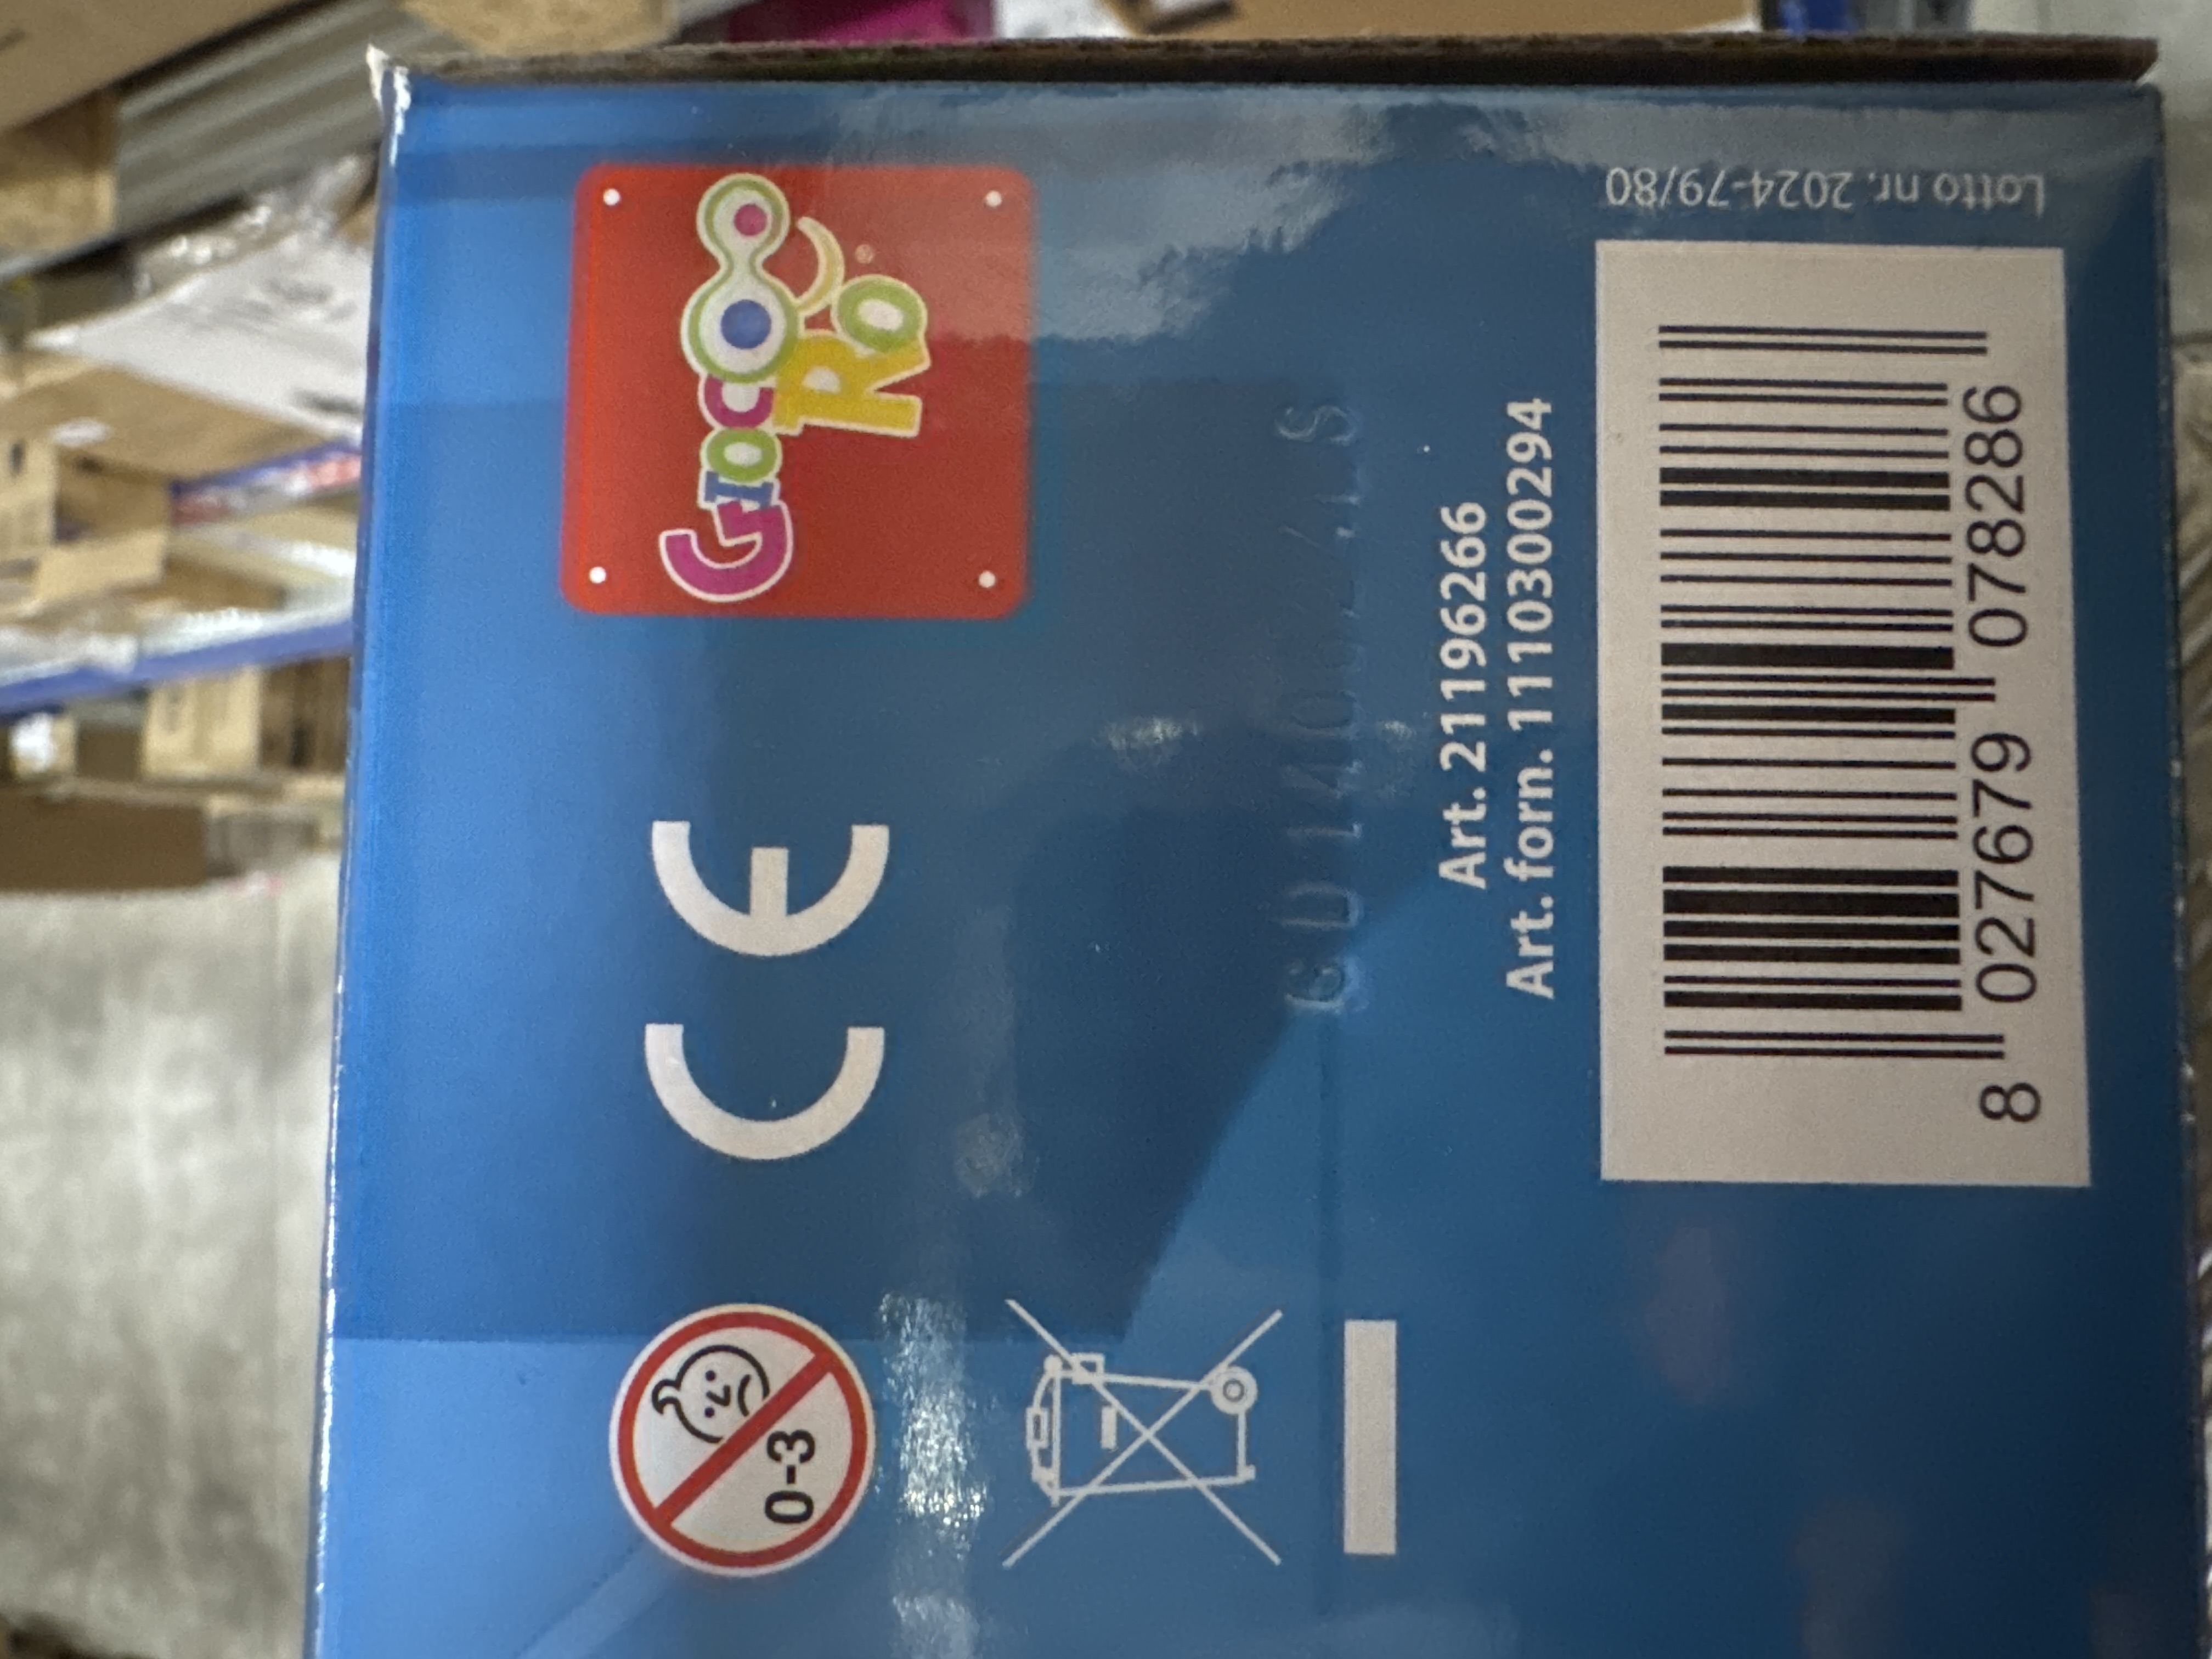 Gioco Ro
CE
0-3
Art. 21196266
Art. forn. 1110300294
8 027679 078286
Lotto nr. 2024-79/80